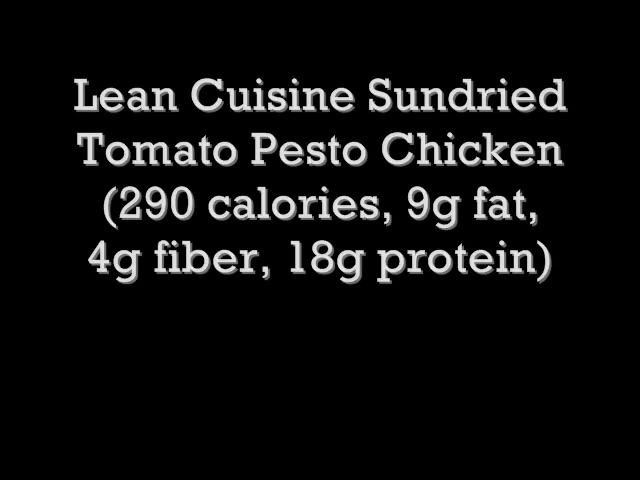 Lean Cuisine Sundried
Tomato Pesto Chicken
(290 calories, 9g fat,
4g fiber, 18g protein)